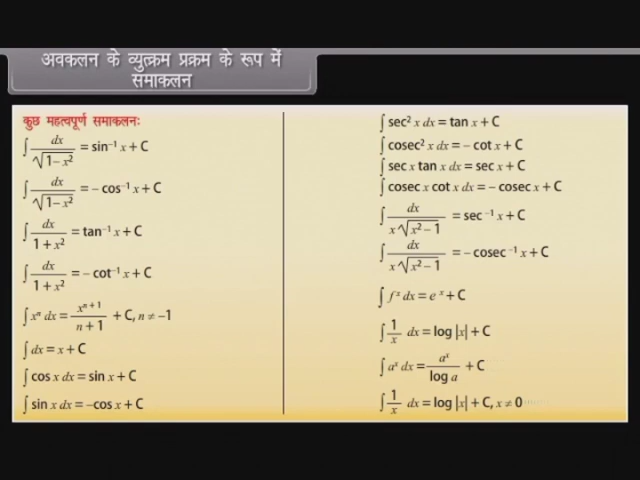 अवकलन के व्युत्क्रम प्रक्रम के रूप में
समाकलन
कुछ महत्वपूर्ण समाकलनः
∫ dx/√(1−x²) = sin⁻¹ x + C
∫ dx/√(1−x²) = − cos⁻¹ x + C
∫ dx/(1 + x²) = tan⁻¹ x + C
∫ dx/(1 + x²) = − cot⁻¹ x + C
∫ xⁿ dx = xⁿ⁺¹/(n + 1) + C, n ≠ −1
∫ dx = x + C
∫ cos x dx = sin x + C
∫ sin x dx = −cos x + C
∫ sec² x dx = tan x + C
∫ cosec² x dx = − cot x + C
∫ sec x tan x dx = sec x + C
∫ cosec x cot x dx = − cosec x + C
∫ dx/(x√(x²−1)) = sec⁻¹ x + C
∫ dx/(x√(x²−1)) = − cosec⁻¹ x + C
∫ fˣ dx = eˣ + C
∫ 1/x dx = log |x| + C
∫ aˣ dx = aˣ/log a + C
∫ 1/x dx = log |x| + C, x ≠ 0